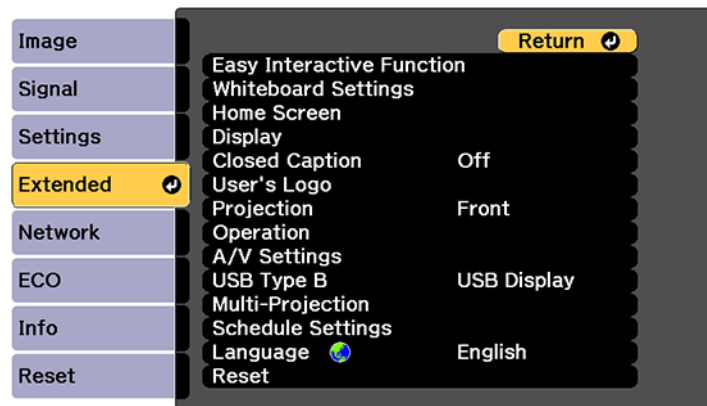 Image
Signal
Settings
Extended
Network
ECO
Info
Reset
Return
Easy Interactive Function
Whiteboard Settings
Home Screen
Display
Closed Caption Off
User's Logo
Projection Front
Operation
A/V Settings
USB Type B USB Display
Multi-Projection
Schedule Settings
Language English
Reset